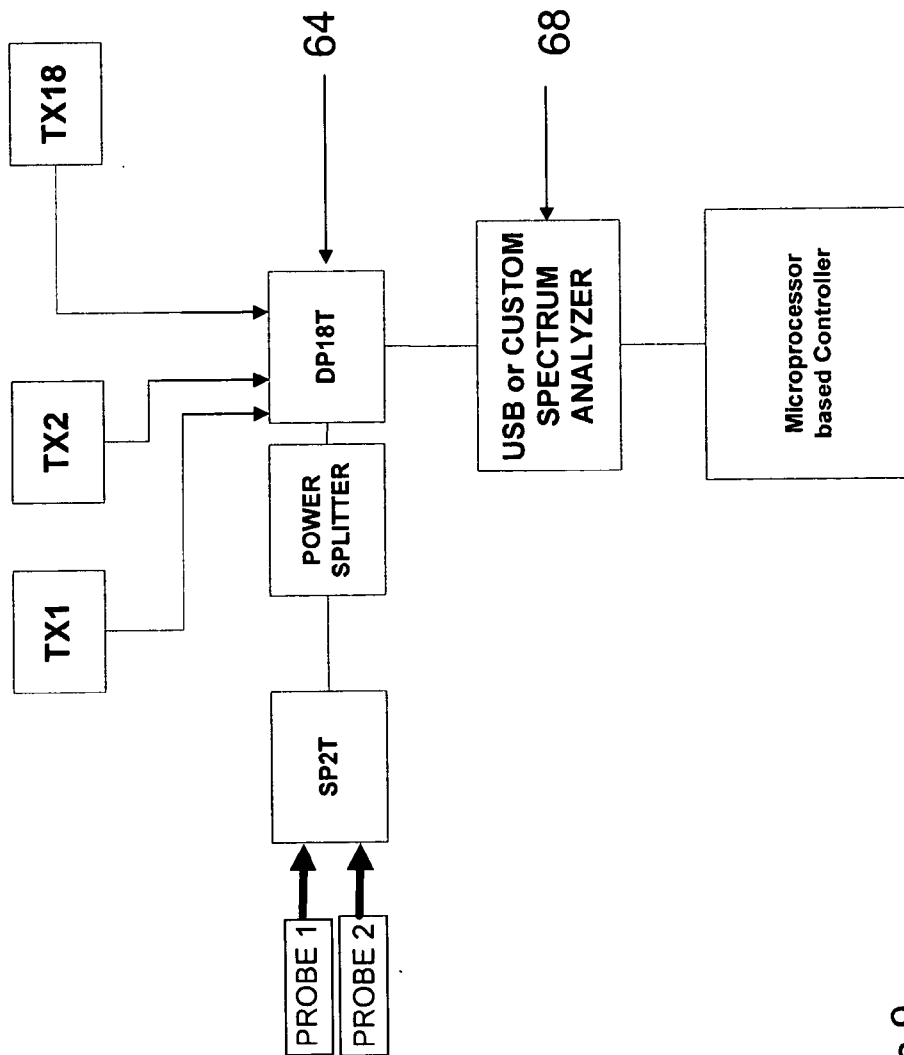 TX1
TX2
TX18
PROBE 1
PROBE 2
SP2T
POWER
SPLITTER
DP18T
64
USB or CUSTOM
SPECTRUM
ANALYZER
68
Microprocessor
based Controller